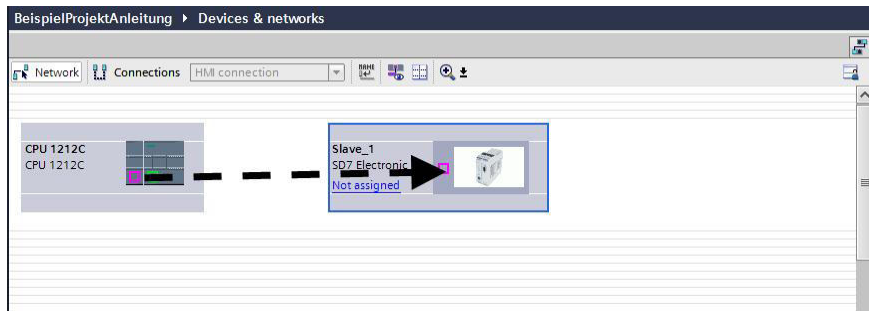 BeispielProjektAnleitung ▸ Devices & networks
Network Connections HMI connection
CPU 1212C
CPU 1212C
Slave_1
SD7 Electronic
Not assigned